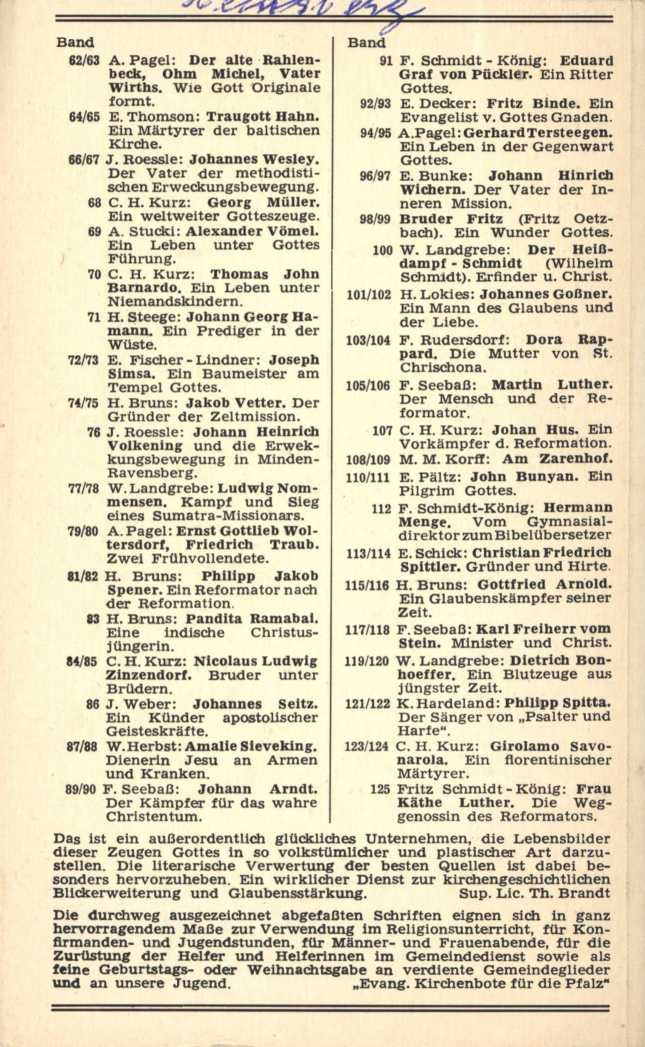 Band
62/63 A. Pagel: Der alte Rahlen-
beck, Ohm Michel, Vater
Wirths. Wie Gott Originale
formt.
64/65 E. Thomson: Traugott Hahn.
Ein Märtyrer der baltischen
Kirche.
66/67 J. Roessle: Johannes Wesley.
Der Vater der methodisti-
schen Erweckungsbewegung.
68 C. H. Kurz: Georg Müller.
Ein weltweiter Gotteszeuge.
69 A. Stucki: Alexander Vömel.
Ein Leben unter Gottes
Führung.
70 C. H. Kurz: Thomas John
Barnardo. Ein Leben unter
Niemandskindern.
71 H. Steege: Johann Georg Ha-
mann. Ein Prediger in der
Wüste.
72/73 E. Fischer-Lindner: Joseph
Simsa. Ein Baumeister am
Tempel Gottes.
74/75 H. Bruns: Jakob Vetter. Der
Gründer der Zeltmission.
76 J. Roessle: Johann Heinrich
Volkening und die Erwek-
kungsbewegung in Minden-
Ravensberg.
77/78 W. Landgrebe: Ludwig Nom-
mensen. Kampf und Sieg
eines Sumatra-Missionars.
79/80 A. Pagel: Ernst Gottlieb Wol-
tersdorf, Friedrich Traub.
Zwei Frühvollendete.
81/82 H. Bruns: Philipp Jakob
Spener. Ein Reformator nach
der Reformation.
83 H. Bruns: Pandita Ramabai.
Eine indische Christus-
jüngerin.
84/85 C. H. Kurz: Nicolaus Ludwig
Zinzendorf. Bruder unter
Brüdern.
86 J. Weber: Johannes Seitz.
Ein Künder apostolischer
Geisteskräfte.
87/88 W. Herbst: Amalie Sieveking.
Dienerin Jesu an Armen
und Kranken.
89/90 F. Seebaß: Johann Arndt.
Der Kämpfer für das wahre
Christentum.
Band
91 F. Schmidt-König: Eduard
Graf von Pückler. Ein Ritter
Gottes.
92/93 E. Decker: Fritz Binde. Ein
Evangelist v. Gottes Gnaden.
94/95 A. Pagel: Gerhard Tersteegen.
Ein Leben in der Gegenwart
Gottes.
96/97 E. Bunke: Johann Hinrich
Wichern. Der Vater der In-
neren Mission.
98/99 Bruder Fritz (Fritz Oetz-
bach). Ein Wunder Gottes.
100 W. Landgrebe: Der Heiß-
dampf-Schmidt (Wilhelm
Schmidt). Erfinder u. Christ.
101/102 H. Lokies: Johannes Goßner.
Ein Mann des Glaubens und
der Liebe.
103/104 F. Rudersdorf: Dora Rap-
pard. Die Mutter von St.
Chrischona.
105/106 F. Seebaß: Martin Luther.
Der Mensch und der Re-
formator.
107 C. H. Kurz: Johan Hus. Ein
Vorkämpfer d. Reformation.
108/109 M. M. Korff: Am Zarenhof.
110/111 E. Pältz: John Bunyan. Ein
Pilgrim Gottes.
112 F. Schmidt-König: Hermann
Menge. Vom Gymnasial-
direktor zum Bibelübersetzer
113/114 E. Schick: Christian Friedrich
Spittler. Gründer und Hirte.
115/116 H. Bruns: Gottfried Arnold.
Ein Glaubenskämpfer seiner
Zeit.
117/118 F. Seebaß: Karl Freiherr vom
Stein. Minister und Christ.
119/120 W. Landgrebe: Dietrich Bon-
hoeffer. Ein Blutzeuge aus
jüngster Zeit.
121/122 K. Hardeland: Philipp Spitta.
Der Sänger von „Psalter und
Harfe“.
123/124 C. H. Kurz: Girolamo Savo-
narola. Ein florentinischer
Märtyrer.
125 Fritz Schmidt-König: Frau
Käthe Luther. Die Weg-
genossin des Reformators.
Das ist ein außerordentlich glückliches Unternehmen, die Lebensbilder
dieser Zeugen Gottes in so volkstümlicher und plastischer Art darzu-
stellen. Die literarische Verwertung der besten Quellen ist dabei be-
sonders hervorzuheben. Ein wirklicher Dienst zur kirchengeschichtlichen
Blickerweiterung und Glaubensstärkung. Sup. Lic. Th. Brandt
Die durchweg ausgezeichnet abgefaßten Schriften eignen sich in ganz
hervorragendem Maße zur Verwendung im Religionsunterricht, für Kon-
firmanden- und Jugendstunden, für Männer- und Frauenabende, für die
Zurüstung der Helfer und Helferinnen im Gemeindedienst sowie als
feine Geburtstags- oder Weihnachtsgabe an verdiente Gemeindeglieder
und an unsere Jugend. „Evang. Kirchenbote für die Pfalz“